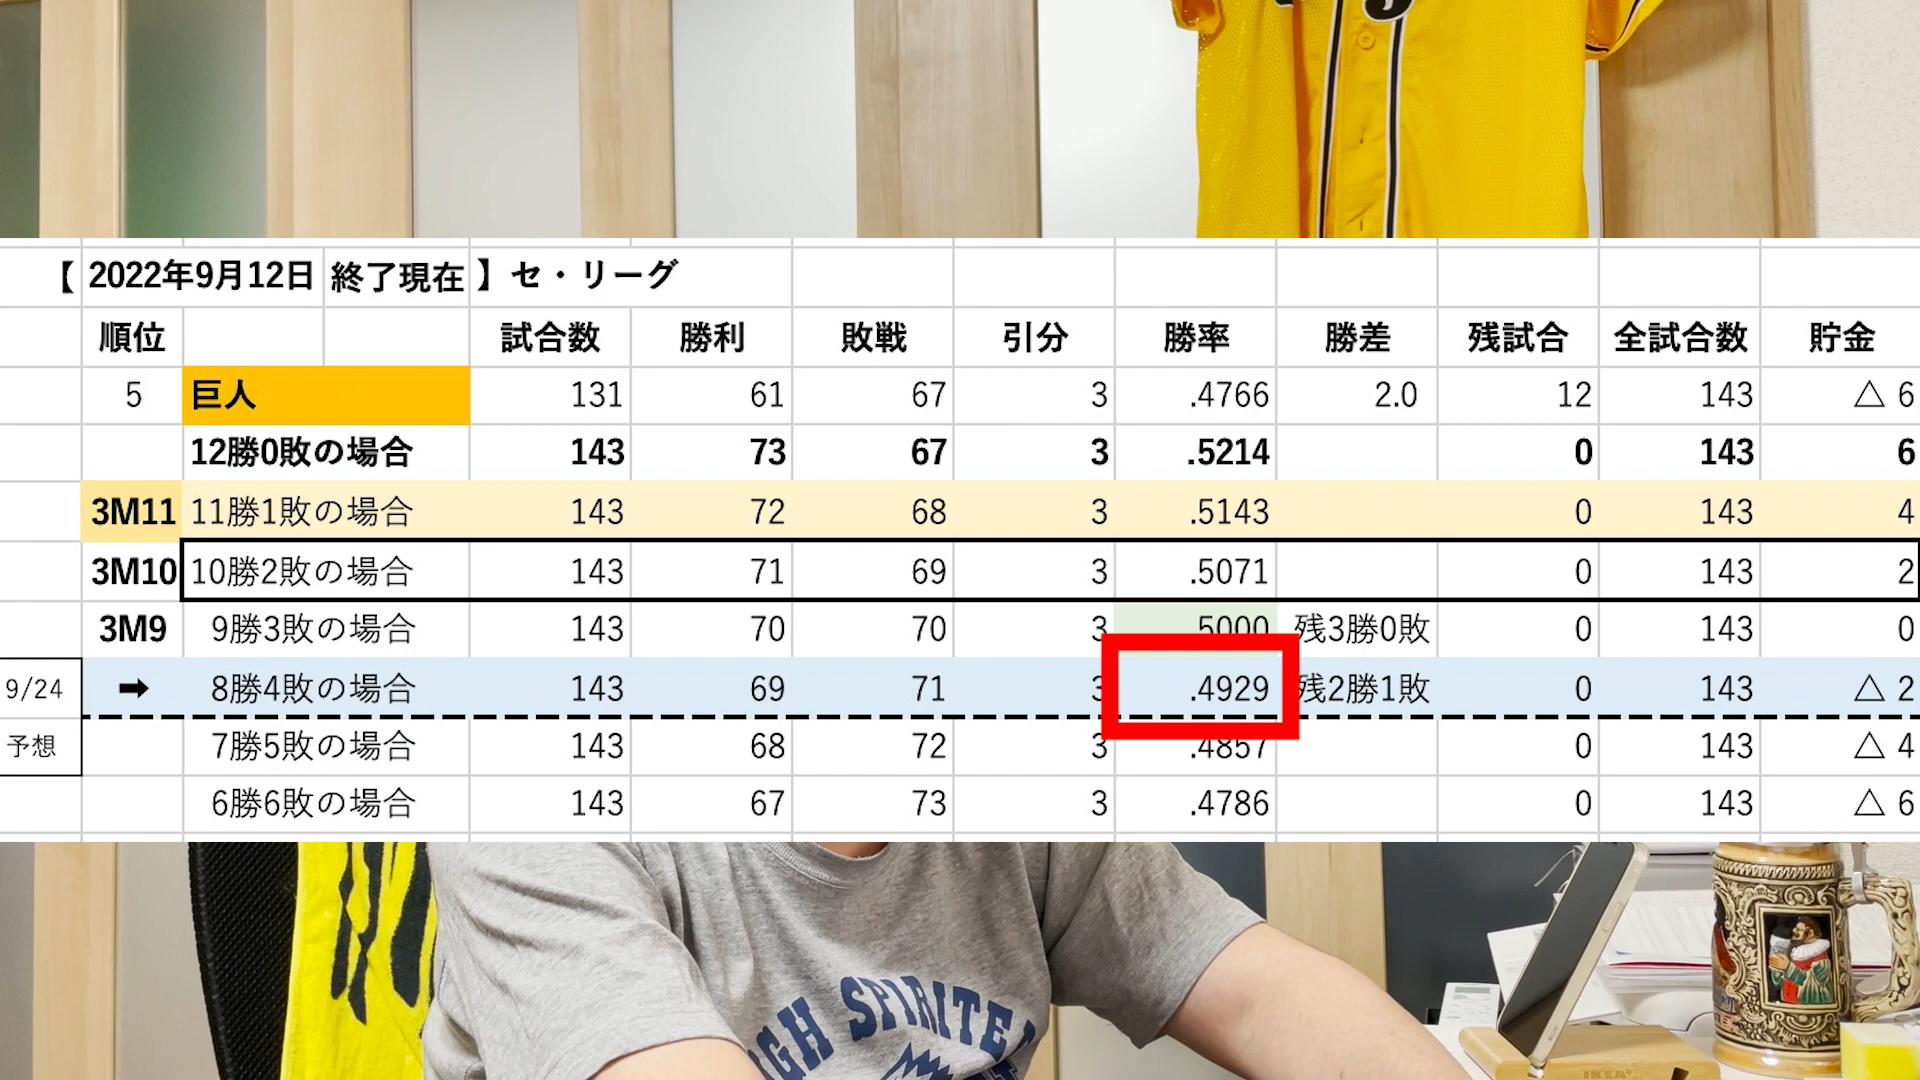 【 2022年9月12日 終了現在 】 セ・リーグ
順位 試合数 勝利 敗戦 引分 勝率 勝差 残試合 全試合数 貯金
5 巨人 131 61 67 3 .4766 2.0 12 143 △ 6
12勝0敗の場合 143 73 67 3 .5214 0 143 6
3M11 11勝1敗の場合 143 72 68 3 .5143 0 143 4
3M10 10勝2敗の場合 143 71 69 3 .5071 0 143 2
3M9 9勝3敗の場合 143 70 70 3 .5000 残3勝0敗 0 143 0
9/24 ➡ 8勝4敗の場合 143 69 71 3 .4929 残2勝1敗 0 143 △ 2
予想 7勝5敗の場合 143 68 72 3 .4857 0 143 △ 4
6勝6敗の場合 143 67 73 3 .4786 0 143 △ 6
SPIRITE
IKEA